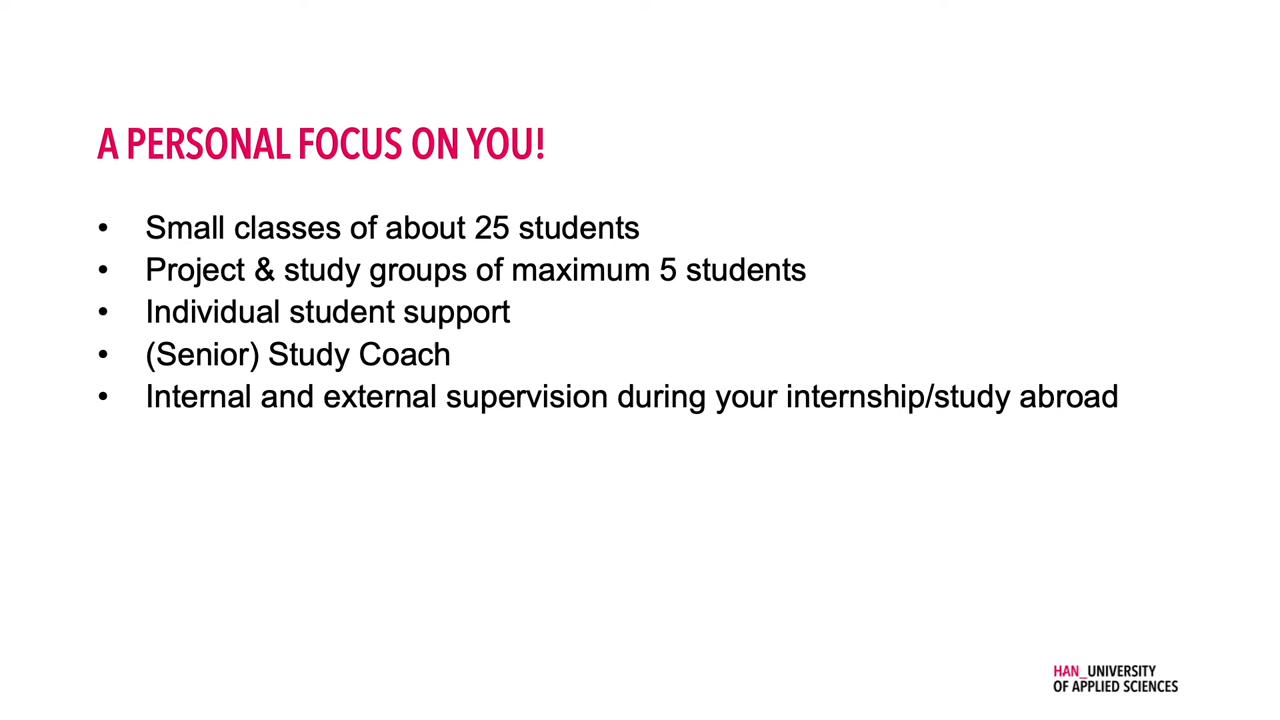 A PERSONAL FOCUS ON YOU!
• Small classes of about 25 students
• Project & study groups of maximum 5 students
• Individual student support
• (Senior) Study Coach
• Internal and external supervision during your internship/study abroad
HAN_UNIVERSITY
OF APPLIED SCIENCES